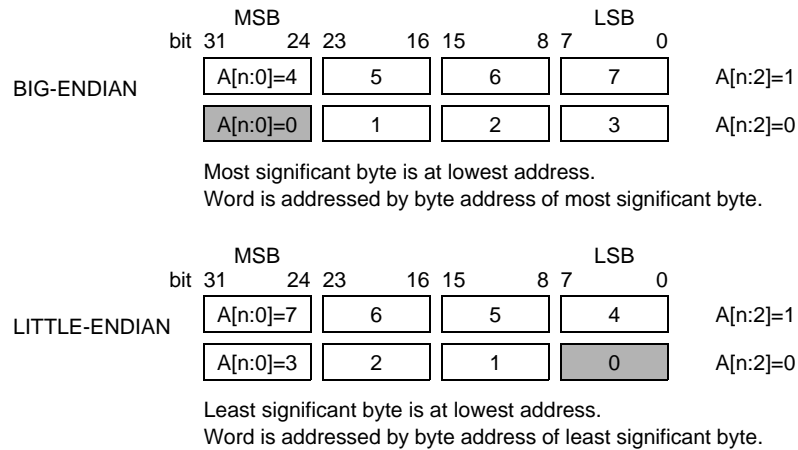 MSB LSB
bit 31 24 23 16 15 8 7 0
BIG-ENDIAN
A[n:0]=4 5 6 7 A[n:2]=1
A[n:0]=0 1 2 3 A[n:2]=0
Most significant byte is at lowest address.
Word is addressed by byte address of most significant byte.
MSB LSB
bit 31 24 23 16 15 8 7 0
LITTLE-ENDIAN
A[n:0]=7 6 5 4 A[n:2]=1
A[n:0]=3 2 1 0 A[n:2]=0
Least significant byte is at lowest address.
Word is addressed by byte address of least significant byte.